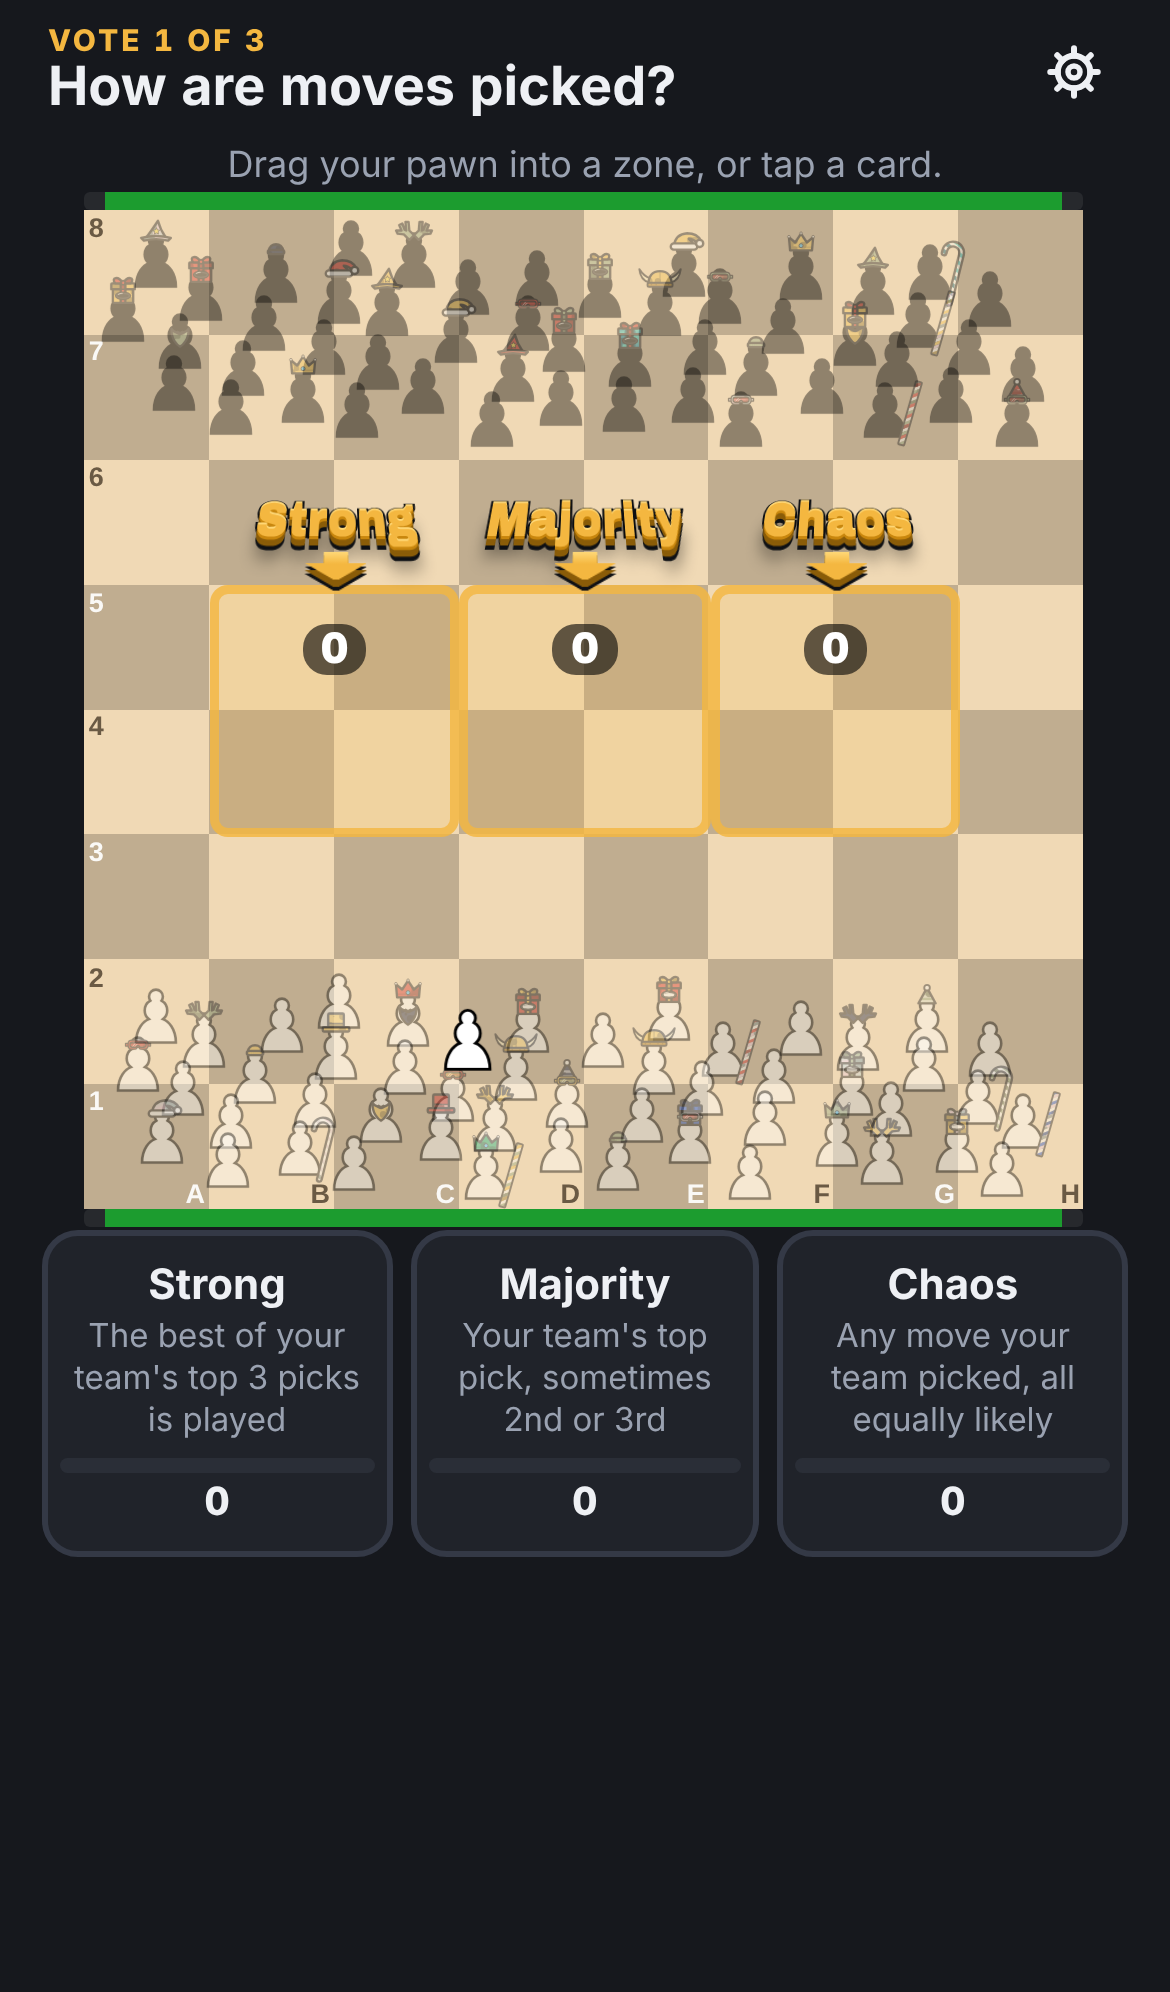 VOTE 1 OF 3
How are moves picked?
Drag your pawn into a zone, or tap a card.
8
7
6
Strong Majority Chaos
5
0 0 0
4
3
2
1
A B C D E F G H
Strong
The best of your
team's top 3 picks
is played
0
Majority
Your team's top
pick, sometimes
2nd or 3rd
0
Chaos
Any move your
team picked, all
equally likely
0